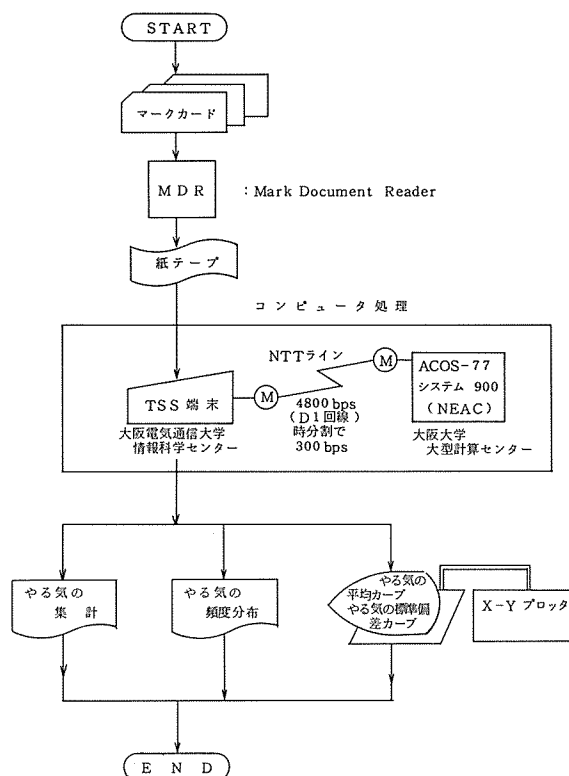 START
マークカード
MDR
: Mark Document Reader
紙テープ
コンピュータ処理
NTTライン
M
M
ACOS-77
システム 900
(NEAC)
TSS 端末
4800 bps
(D1回線)
時分割で
300 bps
大阪電気通信大学
情報科学センター
大阪大学
大型計算センター
やる気の
集計
やる気の
頻度分布
やる気の
平均カーブ
やる気の標準偏
差カーブ
X-Y プロッタ
END